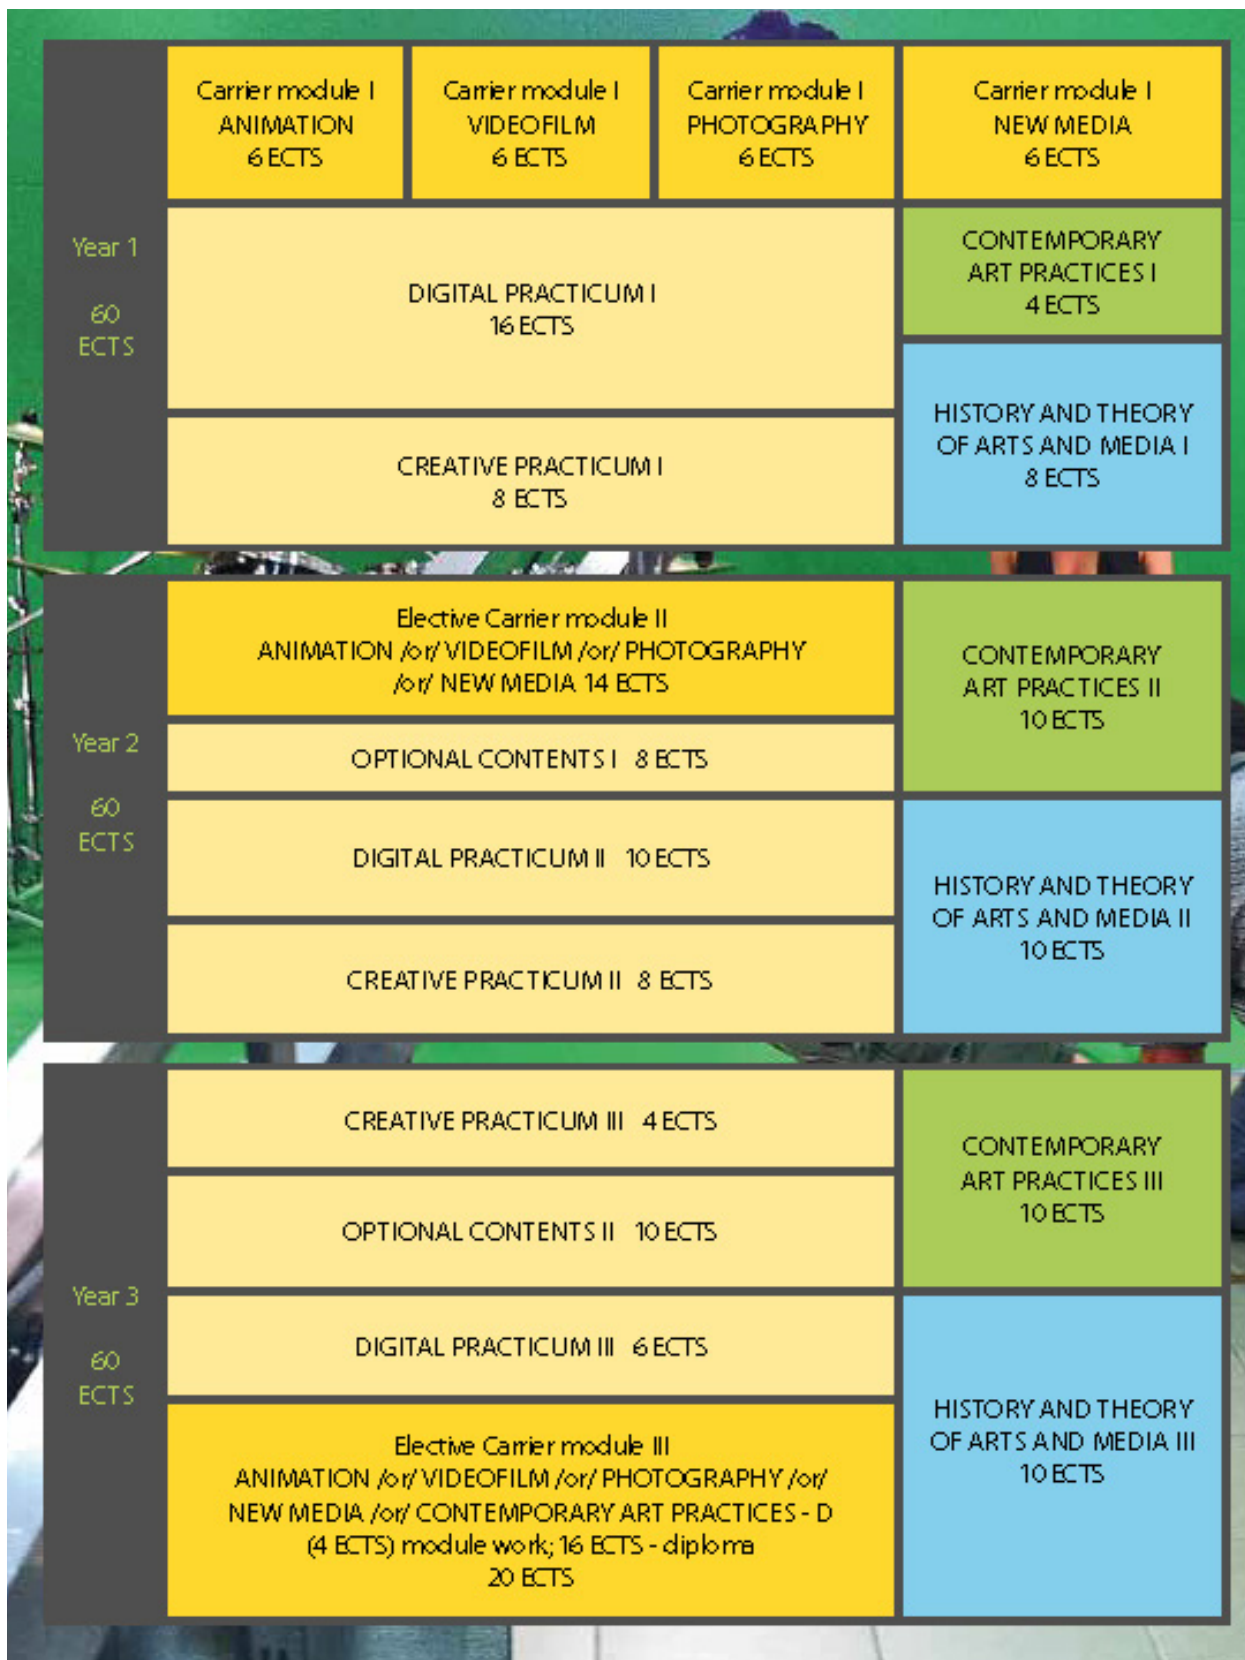 Year 1
60
ECTS
Carrier module I
ANIMATION
6 ECTS
Carrier module I
VIDEOFILM
6 ECTS
Carrier module I
PHOTOGRAPHY
6 ECTS
Carrier module I
NEW MEDIA
6 ECTS
DIGITAL PRACTICUM I
16 ECTS
CONTEMPORARY
ART PRACTICES I
4 ECTS
CREATIVE PRACTICUM I
8 ECTS
HISTORY AND THEORY
OF ARTS AND MEDIA I
8 ECTS
Year 2
60
ECTS
Elective Carrier module II
ANIMATION /or/ VIDEOFILM /or/ PHOTOGRAPHY
/or/ NEW MEDIA 14 ECTS
OPTIONAL CONTENTS I 8 ECTS
DIGITAL PRACTICUM II 10 ECTS
CREATIVE PRACTICUM II 8 ECTS
CONTEMPORARY
ART PRACTICES II
10 ECTS
HISTORY AND THEORY
OF ARTS AND MEDIA II
10 ECTS
Year 3
60
ECTS
CREATIVE PRACTICUM III 4 ECTS
OPTIONAL CONTENTS II 10 ECTS
DIGITAL PRACTICUM III 6 ECTS
Elective Carrier module III
ANIMATION /or/ VIDEOFILM /or/ PHOTOGRAPHY /or/
NEW MEDIA /or/ CONTEMPORARY ART PRACTICES - D
(4 ECTS) module work; 16 ECTS - diploma
20 ECTS
CONTEMPORARY
ART PRACTICES III
10 ECTS
HISTORY AND THEORY
OF ARTS AND MEDIA III
10 ECTS